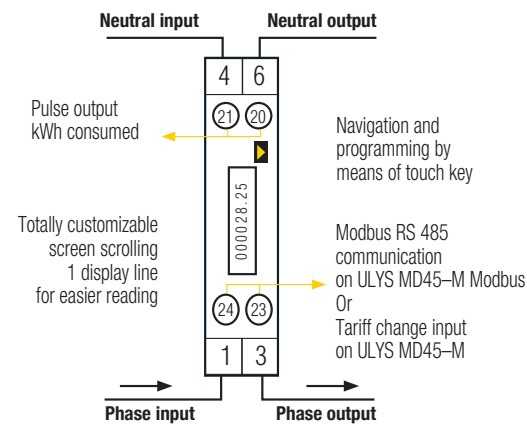 Neutral input
Neutral output
4
6
21
20
Pulse output
kWh consumed
Navigation and
programming by
means of touch key
000028.25
Totally customizable
screen scrolling
1 display line
for easier reading
Modbus RS 485
communication
on ULYS MD45–M Modbus
Or
Tariff change input
on ULYS MD45–M
24
23
1
3
Phase input
Phase output